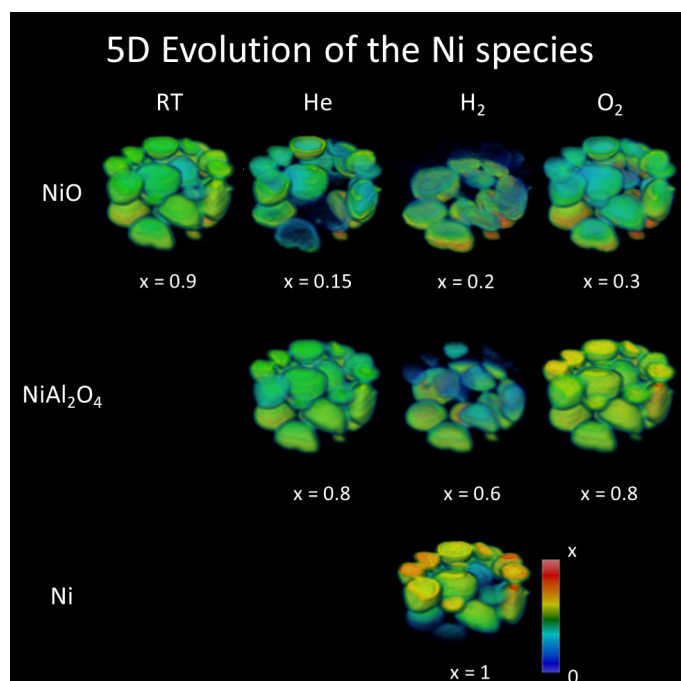 5D Evolution of the Ni species
RT He H₂ O₂
NiO
x = 0.9 x = 0.15 x = 0.2 x = 0.3
NiAl₂O₄
x = 0.8 x = 0.6 x = 0.8
x
Ni
0
x = 1